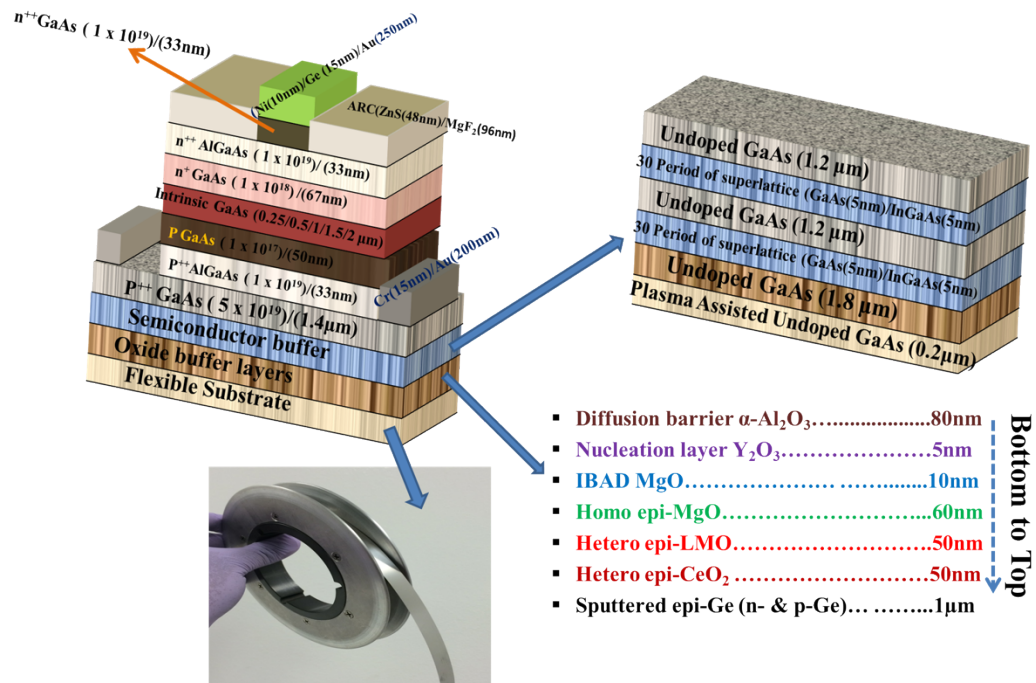 n⁺⁺GaAs ( 1 x 10¹⁹)/(33nm)
(Ni(10nm)/Ge (15nm)/Au(250nm)
ARC(ZnS(48nm)/MgF₂(96nm)
n⁺⁺ AlGaAs ( 1 x 10¹⁹)/ (33nm)
n⁺ GaAs ( 1 x 10¹⁸)/(67nm)
Intrinsic GaAs (0.25/0.5/1/1.5/2 µm)
P GaAs ( 1 x 10¹⁷)/(50nm)
P⁺⁺AlGaAs ( 1 x 10¹⁹)/(33nm)
Cr(15nm)/Au(200nm)
P⁺⁺ GaAs ( 5 x 10¹⁹)/(1.4µm)
Semiconductor buffer
Oxide buffer layers
Flexible Substrate
Undoped GaAs (1.2 µm)
30 Period of superlattice (GaAs(5nm)/InGaAs(5nm)
Undoped GaAs (1.2 µm)
30 Period of superlattice (GaAs(5nm)/InGaAs(5nm)
Undoped GaAs (1.8 µm)
Plasma Assisted Undoped GaAs (0.2µm)
▪ Diffusion barrier α-Al₂O₃…...................80nm
▪ Nucleation layer Y₂O₃……………………5nm
▪ IBAD MgO………………… ……........10nm
▪ Homo epi-MgO………………………...60nm
▪ Hetero epi-LMO……………………….50nm
▪ Hetero epi-CeO₂ ………………………50nm
▪ Sputtered epi-Ge (n- & p-Ge)… ……...1µm
Bottom to Top